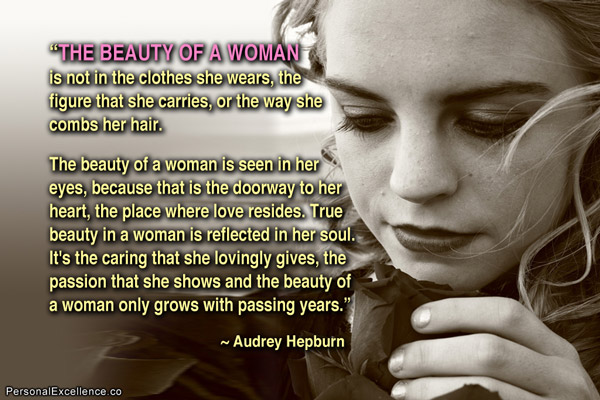 “THE BEAUTY OF A WOMAN
is not in the clothes she wears, the
figure that she carries, or the way she
combs her hair.
The beauty of a woman is seen in her
eyes, because that is the doorway to her
heart, the place where love resides. True
beauty in a woman is reflected in her soul.
It's the caring that she lovingly gives, the
passion that she shows and the beauty of
a woman only grows with passing years.”
~ Audrey Hepburn
PersonalExcellence.co